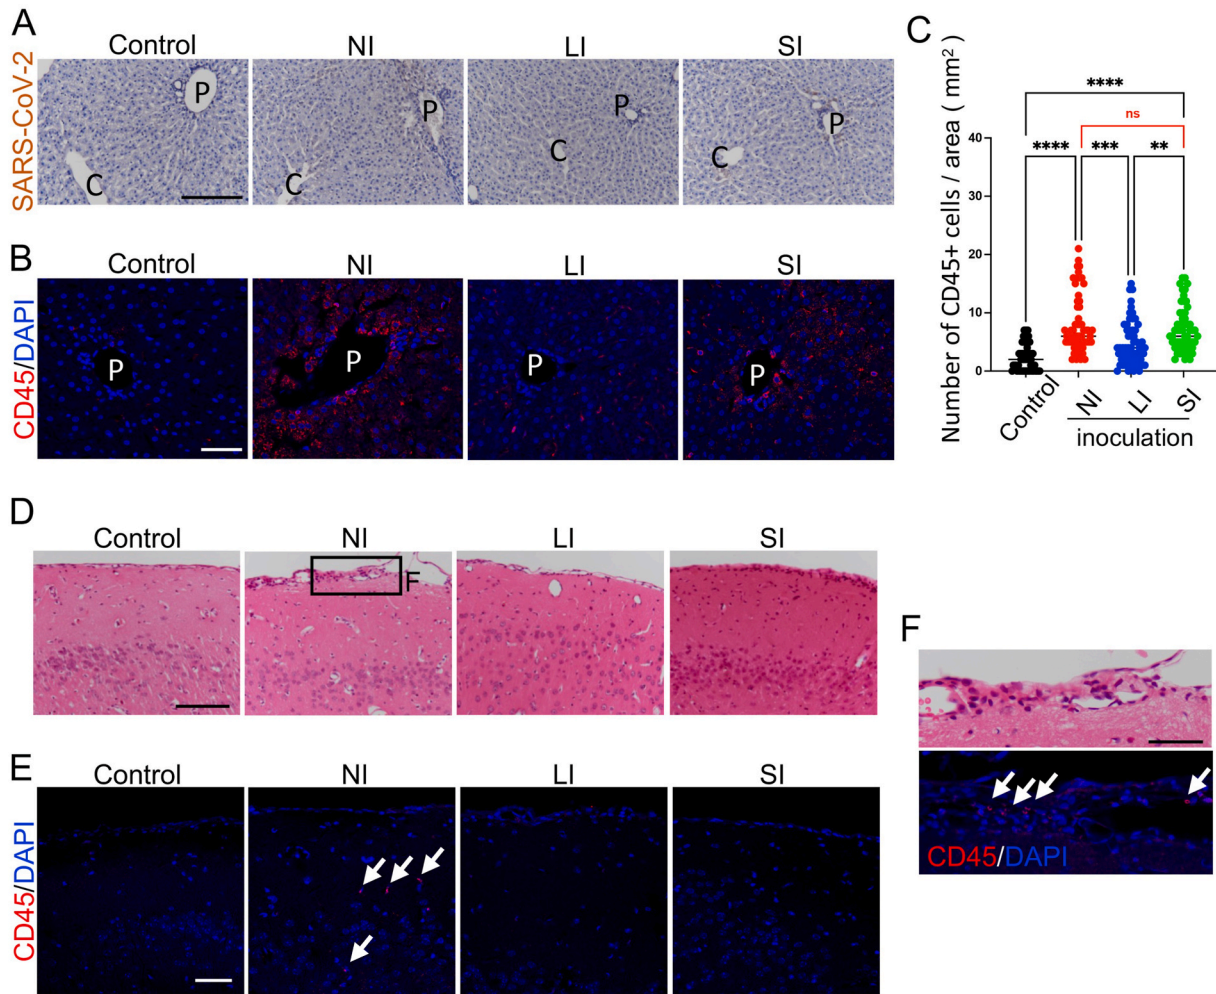 A
Control
NI
LI
SI
SARS-CoV-2
P
C
P
C
P
C
P
C
B
Control
NI
LI
SI
CD45/DAPI
P
P
P
P
C
****
ns
****
***
**
Number of CD45+ cells / area ( mm²)
40
30
20
10
0
Control
NI
LI
SI
inoculation
D
Control
NI
LI
SI
F
E
Control
NI
LI
SI
CD45/DAPI
F
CD45/DAPI